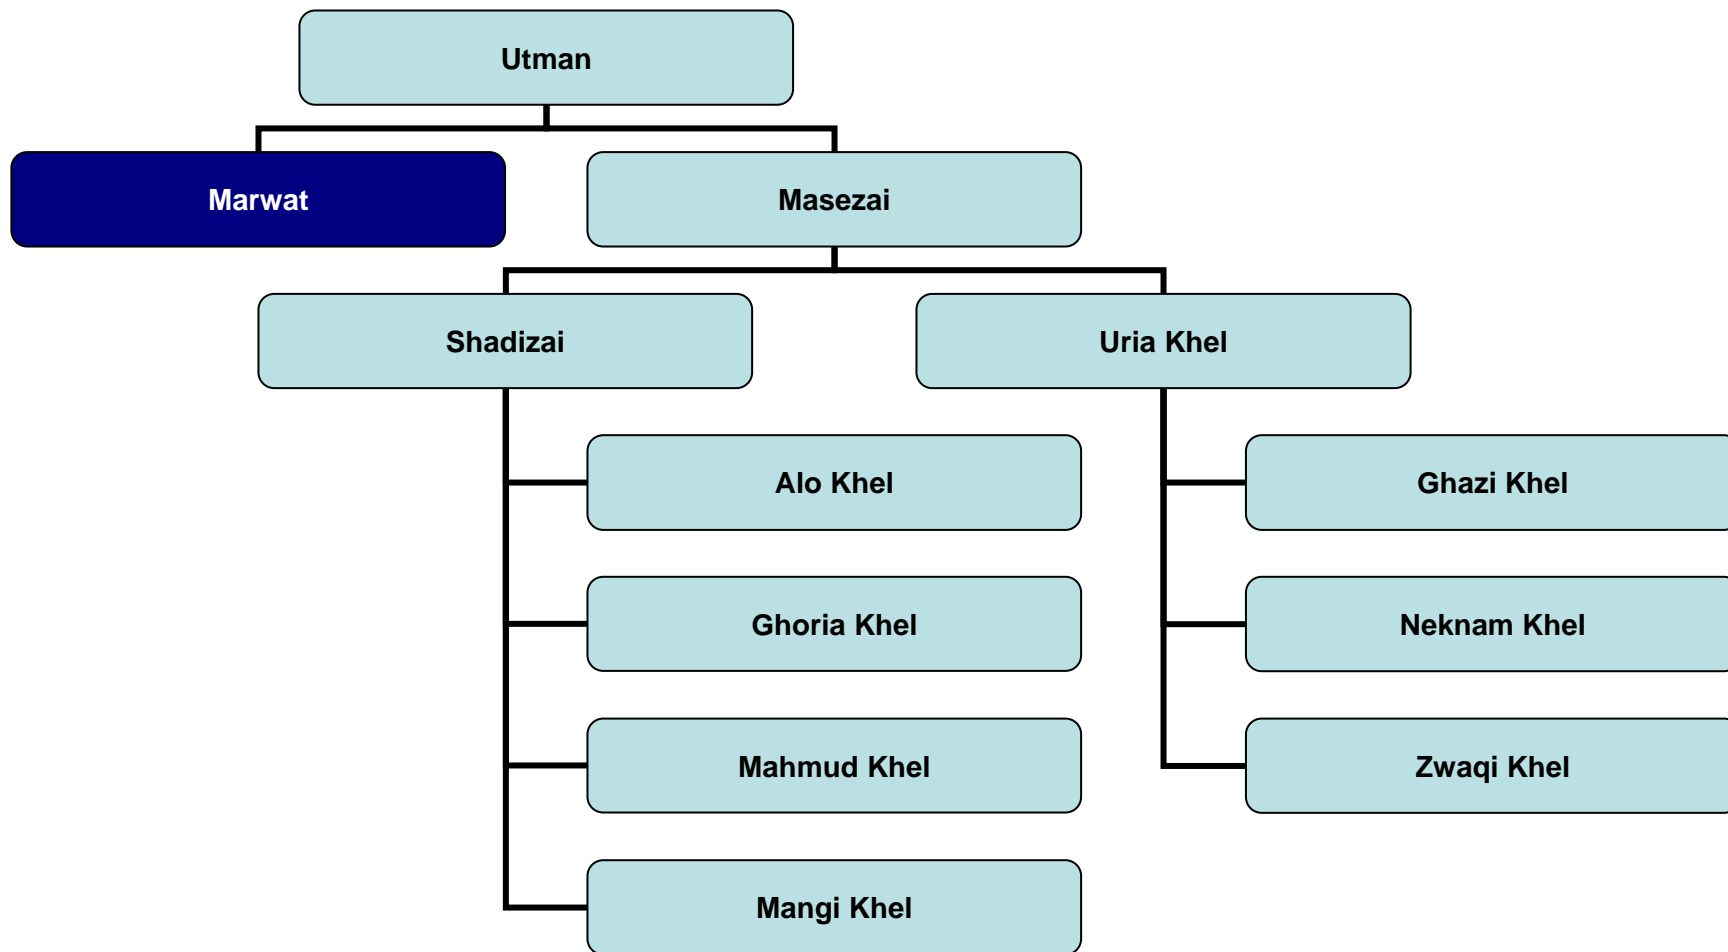 Utman
Marwat
Masezai
Shadizai
Uria Khel
Alo Khel
Ghazi Khel
Ghoria Khel
Neknam Khel
Mahmud Khel
Zwaqi Khel
Mangi Khel